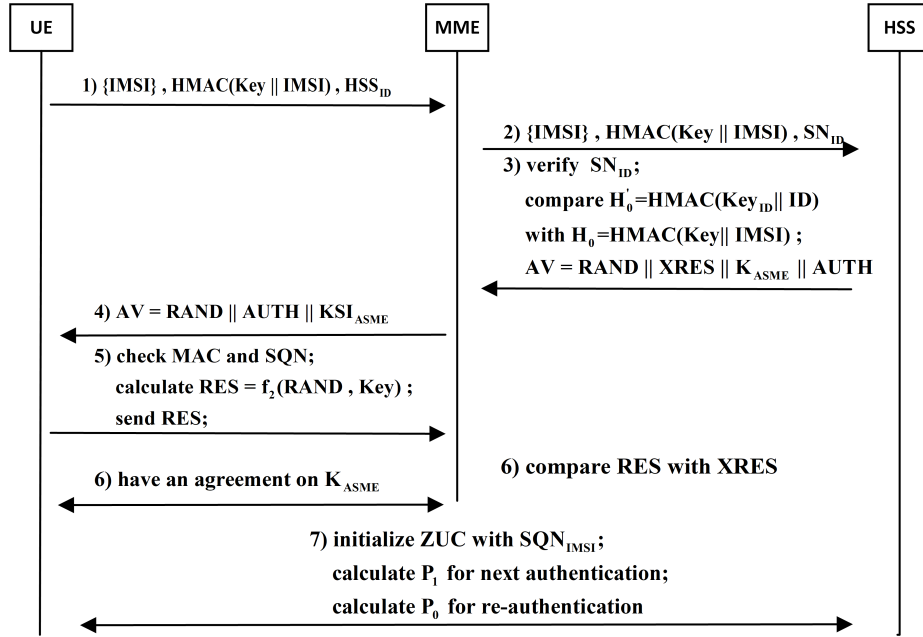 UE
MME
HSS
1) {IMSI} , HMAC(Key || IMSI) , HSS_ID
2) {IMSI} , HMAC(Key || IMSI) , SN_ID
3) verify SN_ID;
compare H'_0=HMAC(Key_ID|| ID)
with H_0=HMAC(Key|| IMSI) ;
AV = RAND || XRES || K_ASME || AUTH
4) AV = RAND || AUTH || KSI_ASME
5) check MAC and SQN;
calculate RES = f_2(RAND , Key) ;
send RES;
6) compare RES with XRES
6) have an agreement on K_ASME
7) initialize ZUC with SQN_IMSI;
calculate P_1 for next authentication;
calculate P_0 for re-authentication